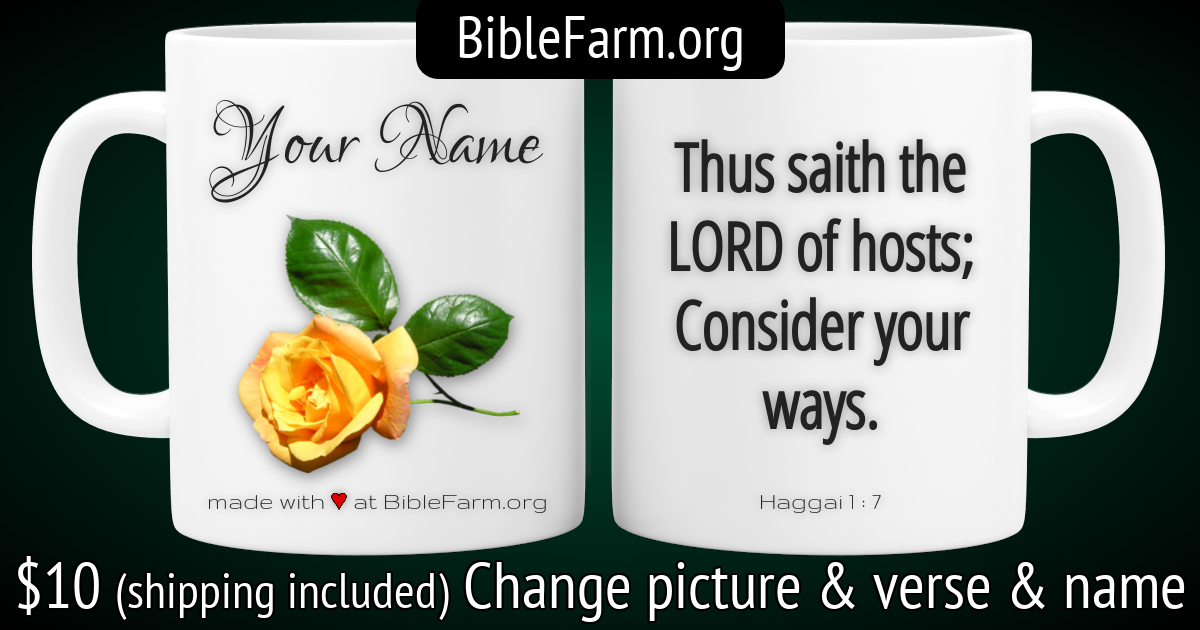 BibleFarm.org
Your Name
made with ♥ at BibleFarm.org
Thus saith the
LORD of hosts;
Consider your
ways.
Haggai 1 : 7
$10 (shipping included) Change picture & verse & name